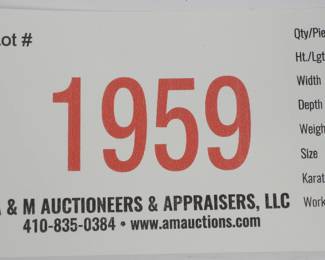 Lot #
1959
& M AUCTIONEERS & APPRAISERS, LLC
410-835-0384 • www.amauctions.com
Qty/Pie
Ht./Lgt
Width
Depth
Weigh
Size
Karat
Work